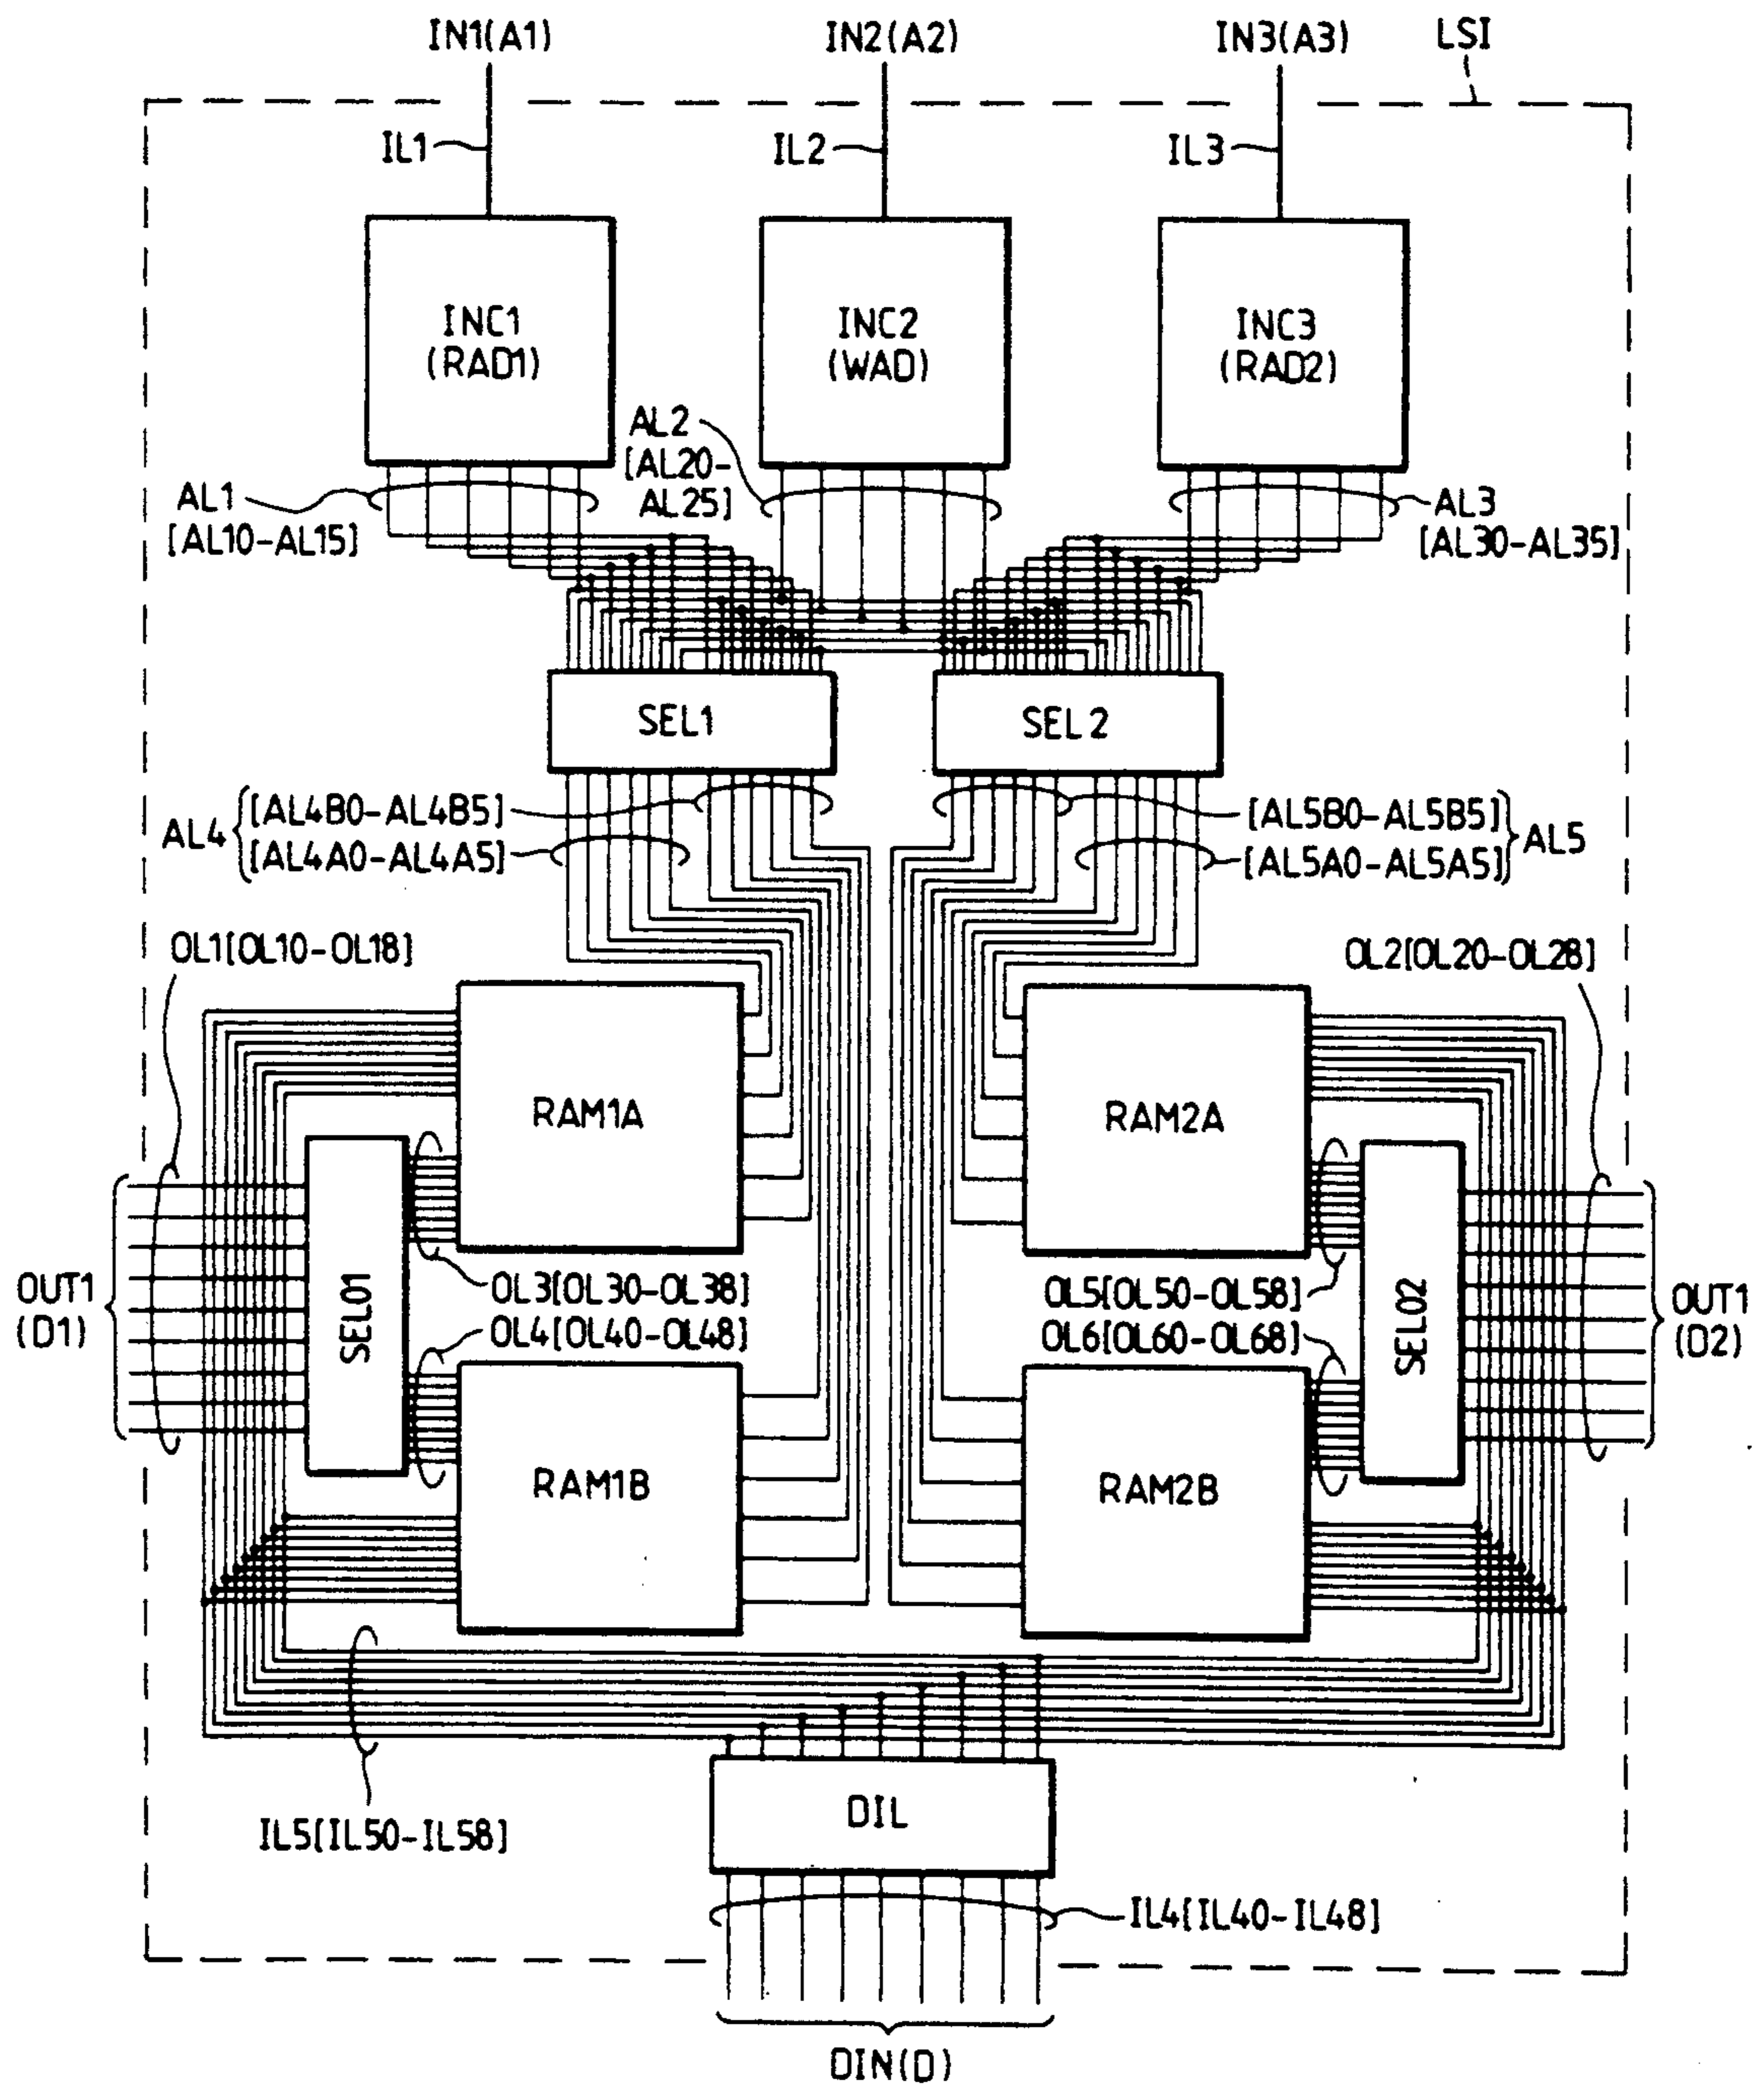 IN1(A1)
IN2(A2)
IN3(A3)
LSI
IL1
IL2
IL3
INC1
(RAD1)
INC2
(WAD)
INC3
(RAD2)
AL2
[AL20-
AL25]
AL1
[AL10-AL15]
AL3
[AL30-AL35]
SEL1
SEL2
AL4
[AL4B0-AL4B5]
[AL4A0-AL4A5]
[AL5B0-AL5B5]
[AL5A0-AL5A5]
AL5
OL1[OL10-OL18]
OL2[OL20-OL28]
RAM1A
RAM2A
SEL01
SEL02
OL3[OL30-OL38]
OL4[OL40-OL48]
OL5[OL50-OL58]
OL6[OL60-OL68]
OUT1
(D1)
OUT1
(D2)
RAM1B
RAM2B
IL5[IL50-IL58]
DIL
IL4[IL40-IL48]
DIN(D)